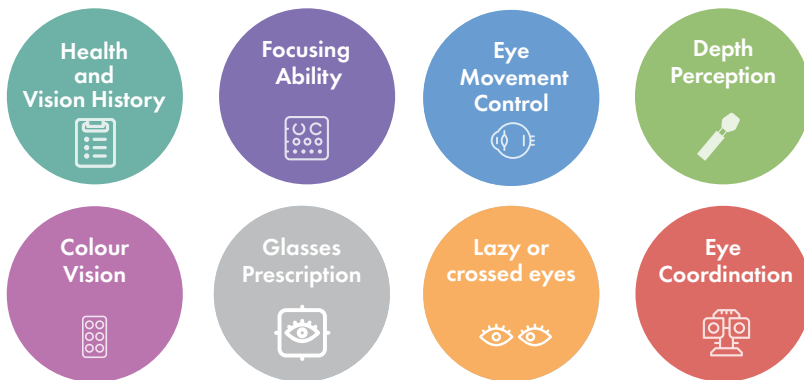 Health
and
Vision History
Focusing
Ability
Eye
Movement
Control
Depth
Perception
Colour
Vision
Glasses
Prescription
Lazy or
crossed eyes
Eye
Coordination